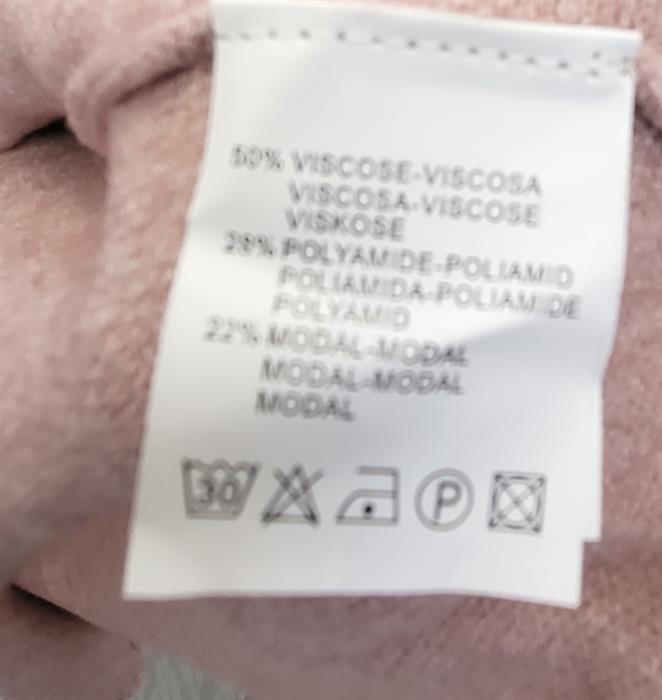 50% VISCOSE-VISCOSA
VISCOSA-VISCOSE
VISKOSE
28% POLYAMIDE-POLIAMID
POLIAMIDA-POLIAMIDE
POLYAMID
22% MODAL-MODAL
MODAL-MODAL
MODAL
30 P